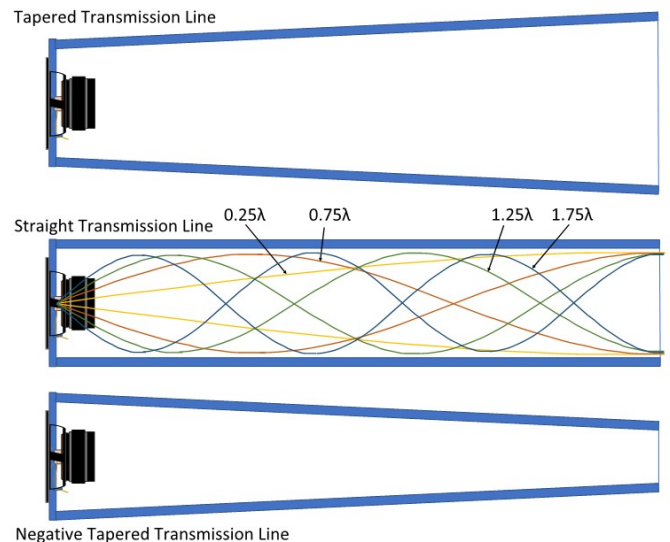 Tapered Transmission Line
Straight Transmission Line
0.25λ
0.75λ
1.25λ
1.75λ
Negative Tapered Transmission Line